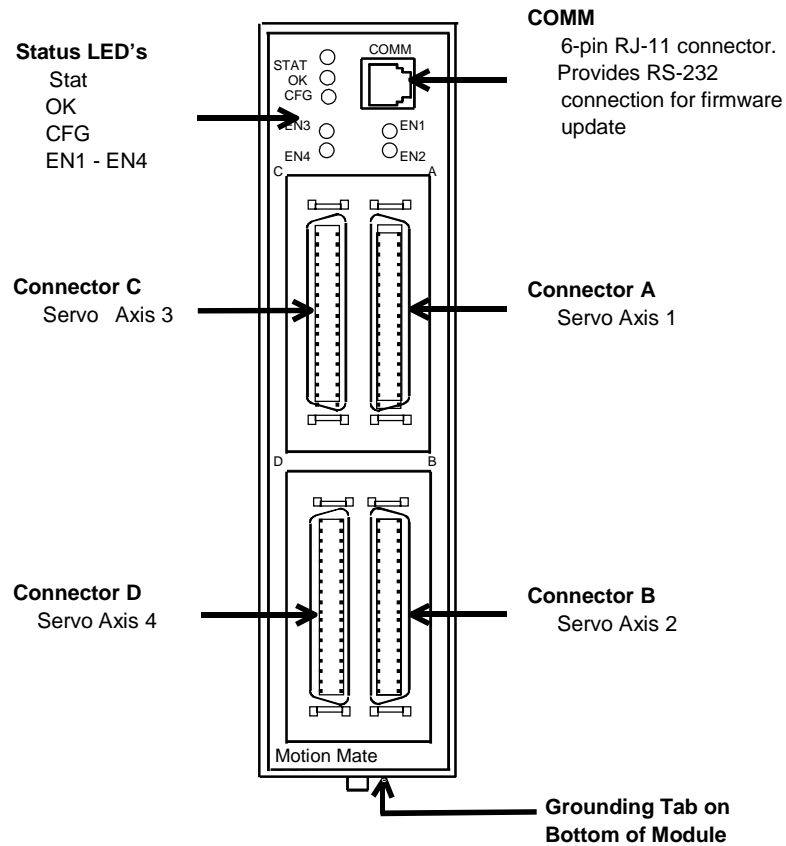 Status LED's
Stat
OK
CFG
EN1 - EN4
COMM
6-pin RJ-11 connector.
Provides RS-232
connection for firmware
update
STAT
OK
CFG
COMM
EN3
EN1
EN4
EN2
C
A
Connector C
Servo Axis 3
Connector A
Servo Axis 1
D
B
Connector D
Servo Axis 4
Connector B
Servo Axis 2
Motion Mate
Grounding Tab on
Bottom of Module